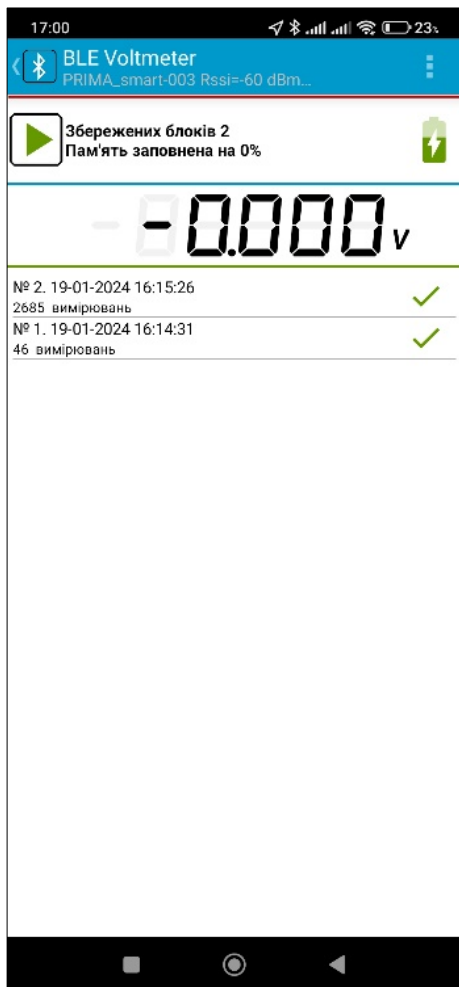 17:00 23%
BLE Voltmeter
PRIMA_smart-003 Rssi=-60 dBm...
Збережених блоків 2
Пам'ять заповнена на 0%
-0.000 V
№ 2. 19-01-2024 16:15:26
2685 вимірювань
№ 1. 19-01-2024 16:14:31
46 вимірювань